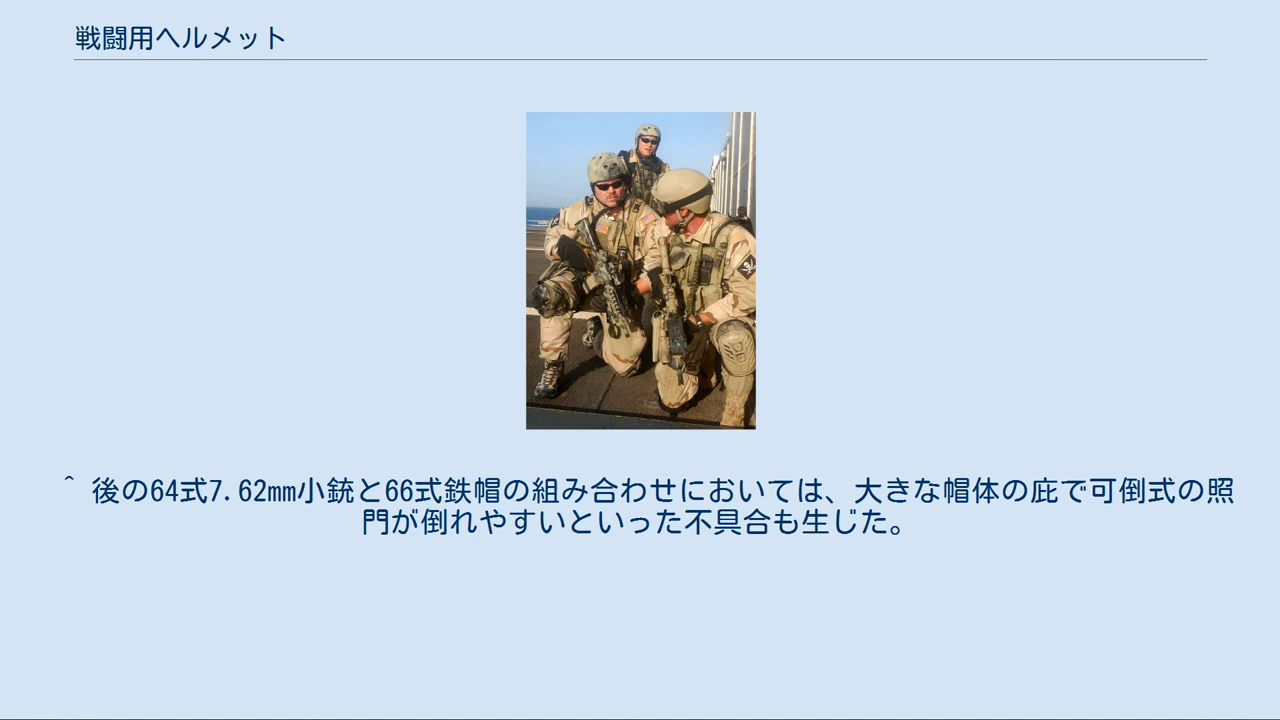 戦闘用ヘルメット
^ 後の64式7.62mm小銃と66式鉄帽の組み合わせにおいては、大きな帽体の庇で可倒式の照
門が倒れやすいといった不具合も生じた。